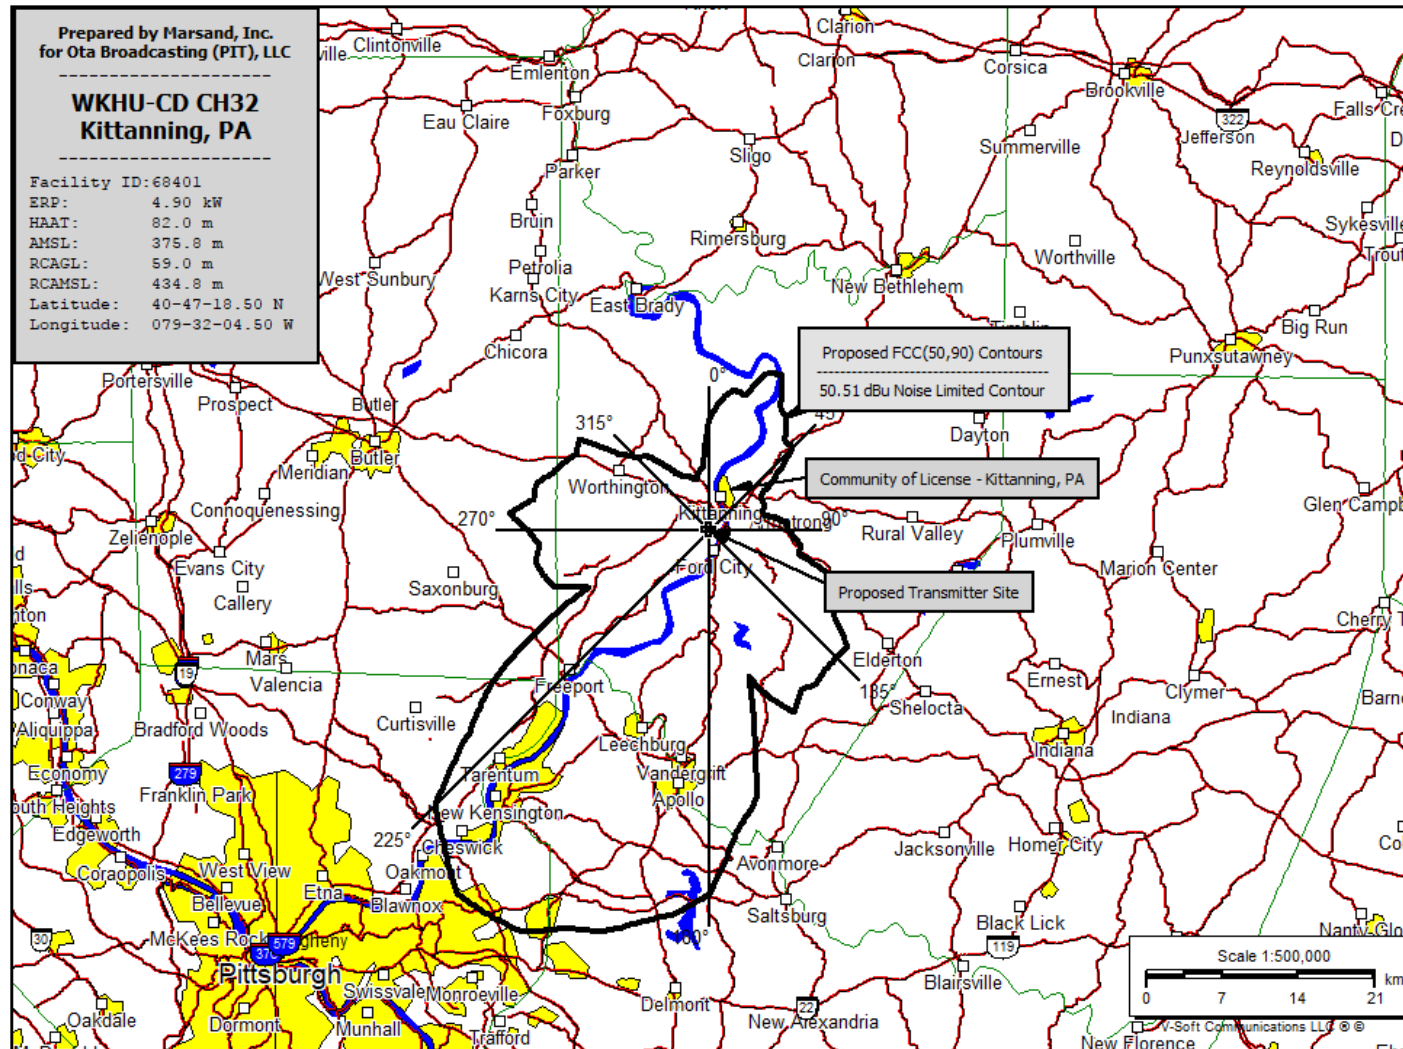 Prepared by Marsand, Inc.
for Ota Broadcasting (PIT), LLC
WKHU-CD CH32
Kittanning, PA
Facility ID:68401
ERP: 4.90 kW
HAAT: 82.0 m
AMSL: 375.8 m
RCAGL: 59.0 m
RCAMSL: 434.8 m
Latitude: 40-47-18.50 N
Longitude: 079-32-04.50 W
Clintonville
Emlenton
Clarion
Clarion
Corsica
Brookville
Eau Claire
Foxburg
322
Jefferson
Falls Cre
Sligo
Summerville
Reynoldsville
Parker
Bruin
Rimersburg
Sykesville
Worthville
Petrolia
West Sunbury
Karns City
East Brady
New Bethlehem
Big Run
Chicora
Punxsutawney
Proposed FCC(50,90) Contours
50.51 dBu Noise Limited Contour
Portersville
Prospect
Butler
0°
45°
315°
Dayton
Butler
Meridian
Worthington
Community of License - Kittanning, PA
Connoquenessing
Glen Campb
Kittanning
270°
90°
Rural Valley
Plumville
Zelienople
Evans City
Ford City
Marion Center
Saxonburg
Callery
Proposed Transmitter Site
Cherry T
Mars
Valencia
Elderton
Ernest
19
Freeport
135°
Shelocta
Clymer
Conway
Curtisville
Indiana
Barn
Aliquippa
Bradford Woods
Leechburg
Indiana
Economy
Tarentum
Vandergrift
279
Franklin Park
Apollo
New Kensington
Edgeworth
225°
Cheswick
Jacksonville
Homer City
Coraopolis
West View
Oakmont
Avonmore
Etna
Bellevue
Blawnox
Saltsburg
Black Lick
McKees Rock
579
30
119
Nanty Glo
Pittsburgh
Swissvale
Monroeville
Delmont
Blairsville
Scale 1:500,000
km
0 7 14 21
Oakdale
Dormont
Munhall
Trafford
22
New Alexandria
V-Soft Communications LLC ® ©
New Florence